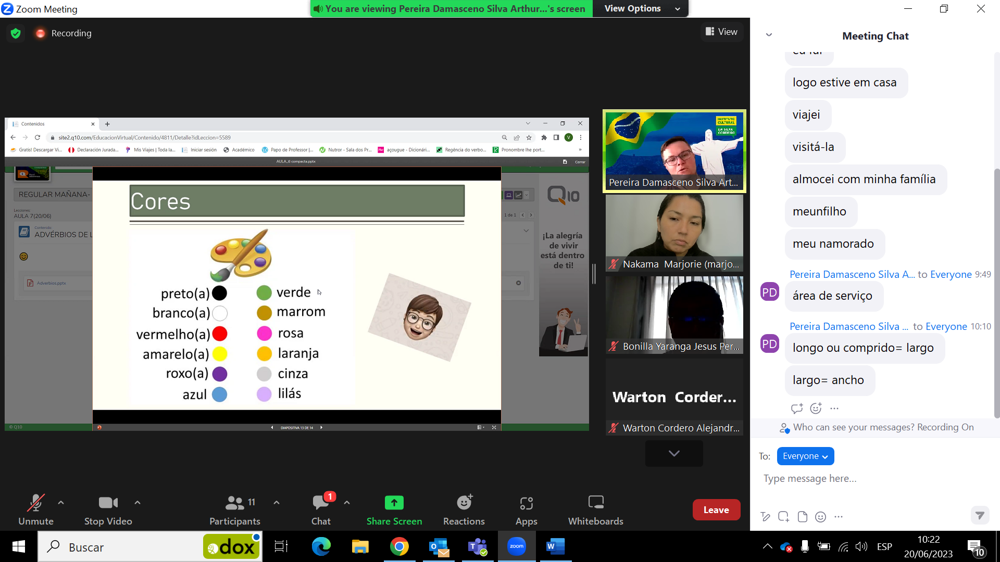 Zoom Meeting
You are viewing Pereira Damasceno Silva Arthur...'s screen
View Options
Recording
View
Contenidos
site2.q10.com/EducacionVirtual/Contenido/4811/Detalle?idLeccion=5589
Gratis! Descargar Vi...
Declaración Jurada...
Mis Viajes | Toda la...
Iniciar sesión
Académico
Papo de Professor |...
Nutror - Sala dos Pr...
açougue - Dicionári...
Regência do verbo...
Pronombre lhe port...
»
AULA_6 compacta.pptx
Cerrar
REGULAR MAÑANA-
Lecciones:
AULA 7(20/06)
Contenido:
ADVÉRBIOS DE L
Adverbios.pptx
1 de 1
Q10
¡La alegría
de vivir
está dentro
de ti!
Cores
preto(a)
verde
branco(a)
marrom
vermelho(a)
rosa
amarelo(a)
laranja
roxo(a)
cinza
azul
lilás
© Q10
DIAPOSITIVA 13 DE 14
INSTITUTO
CULTURAL
DA SILVA
CORDEIRO
Pereira Damasceno Silva Art...
Nakama Marjorie (marjo...
Bonilla Yaranga Jesus Per...
Warton Corder...
Warton Cordero Alejandr...
Meeting Chat
eu fui
logo estive em casa
viajei
visitá-la
almocei com minha família
meunfilho
meu namorado
Pereira Damasceno Silva A... to Everyone 9:49
PD
área de serviço
Pereira Damasceno Silva ... to Everyone 10:10
PD
longo ou comprido= largo
largo= ancho
Who can see your messages? Recording On
To: Everyone
Type message here...
Unmute
Stop Video
11
Participants
1
Chat
Share Screen
Reactions
Apps
Whiteboards
Leave
Buscar
dox
zoom
ESP
10:22
20/06/2023
10